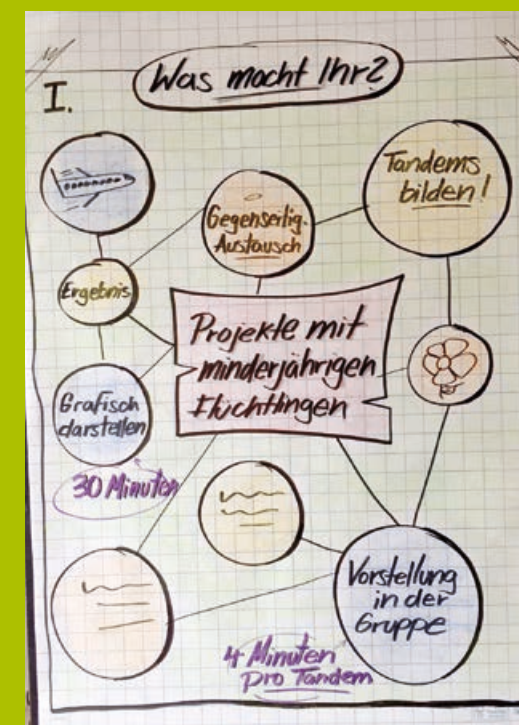 Was macht Ihr?
I.
Tandems
bilden!
Gegenseitig.
Austausch
Ergebnis
Projekte mit
minderjährigen
Flüchtlingen
Grafisch
darstellen
30 Minuten
Vorstellung
in der
Gruppe
4 Minuten
pro Tandem